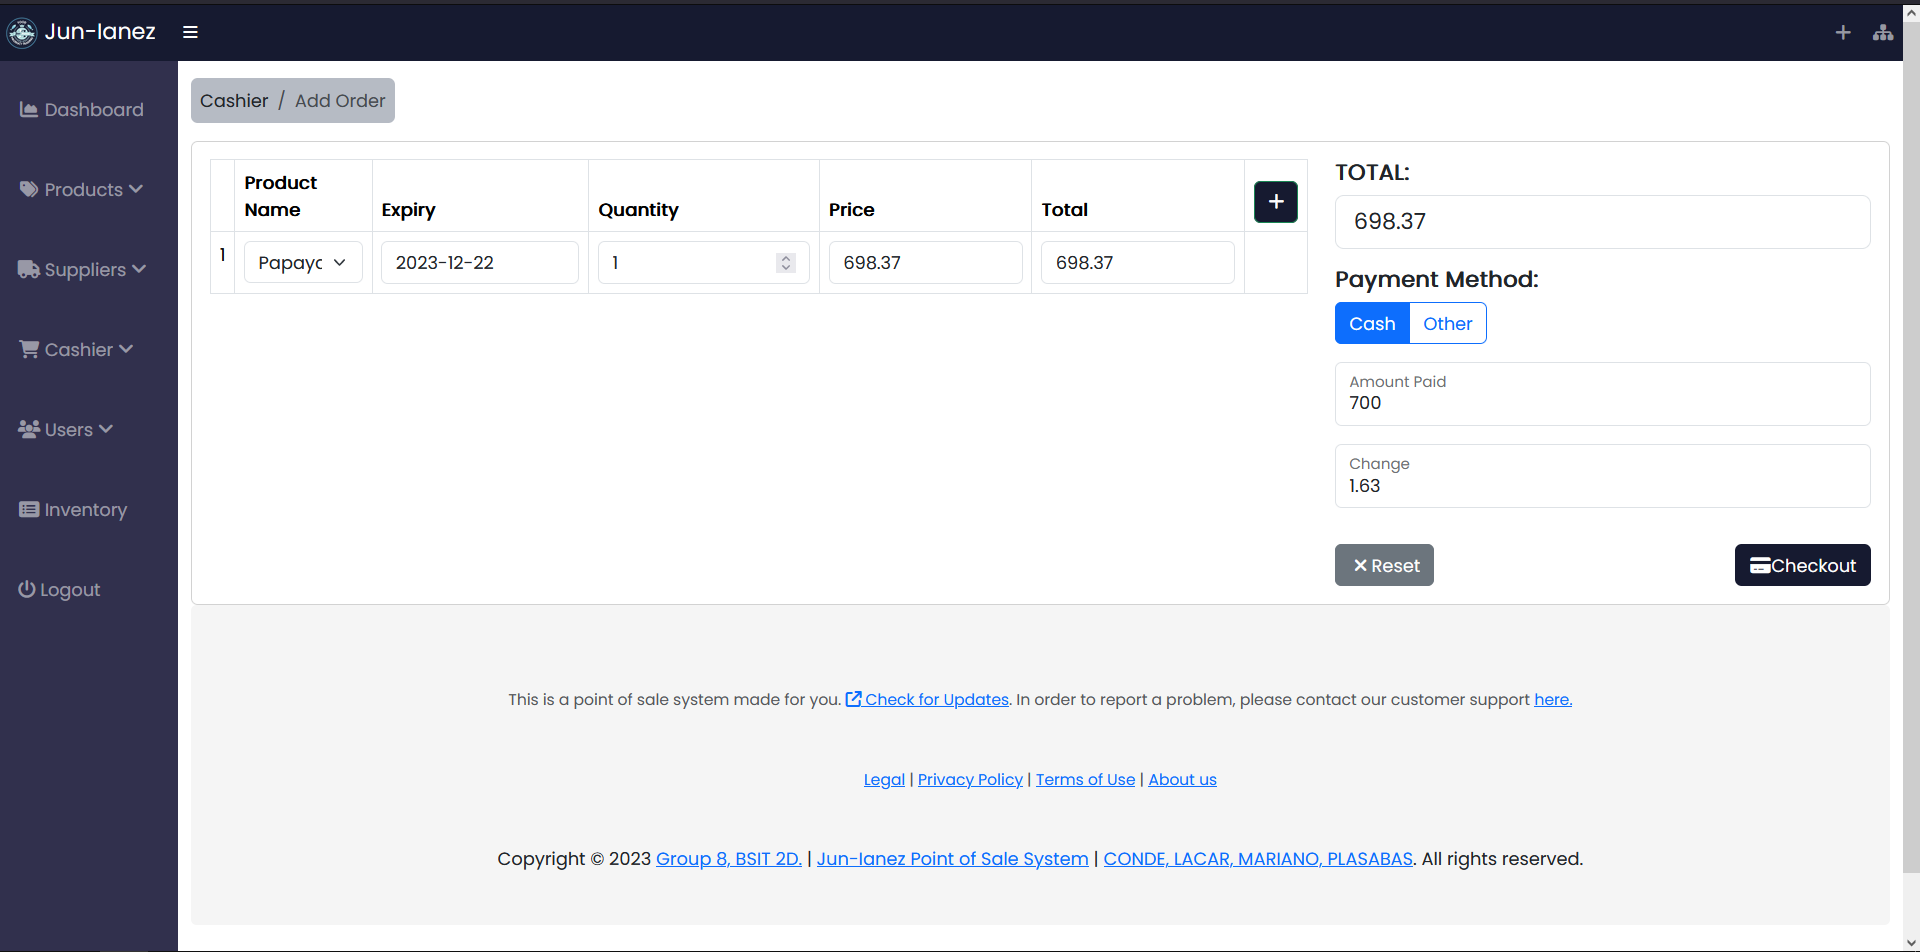 Jun-Ianez
Dashboard
Products
Suppliers
Cashier
Users
Inventory
Logout
Cashier / Add Order
Product Name Expiry Quantity Price Total
1 2023-12-22 1 698.37 698.37
TOTAL:
698.37
Payment Method:
Cash Other
Amount Paid
700
Change
1.63
Reset Checkout
This is a point of sale system made for you. Check for Updates. In order to report a problem, please contact our customer support here.
Legal | Privacy Policy | Terms of Use | About us
Copyright © 2023 Group 8, BSIT 2D. | Jun-Ianez Point of Sale System | CONDE, LACAR, MARIANO, PLASABAS. All rights reserved.